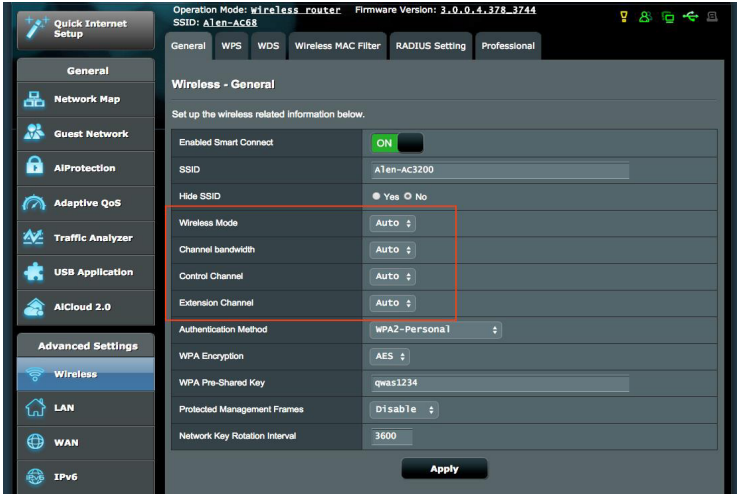 Quick Internet
Setup
Operation Mode: Wireless router Firmware Version: 3.0.0.4.378_3744
SSID: Alen-AC68
General WPS WDS Wireless MAC Filter RADIUS Setting Professional
General
Network Map
Guest Network
AiProtection
Adaptive QoS
Traffic Analyzer
USB Application
AiCloud 2.0
Advanced Settings
Wireless
LAN
WAN
IPv6
Wireless - General
Set up the wireless related information below.
Enabled Smart Connect ON
SSID Alen-AC3200
Hide SSID Yes No
Wireless Mode Auto
Channel bandwidth Auto
Control Channel Auto
Extension Channel Auto
Authentication Method WPA2-Personal
WPA Encryption AES
WPA Pre-Shared Key qwas1234
Protected Management Frames Disable
Network Key Rotation Interval 3600
Apply